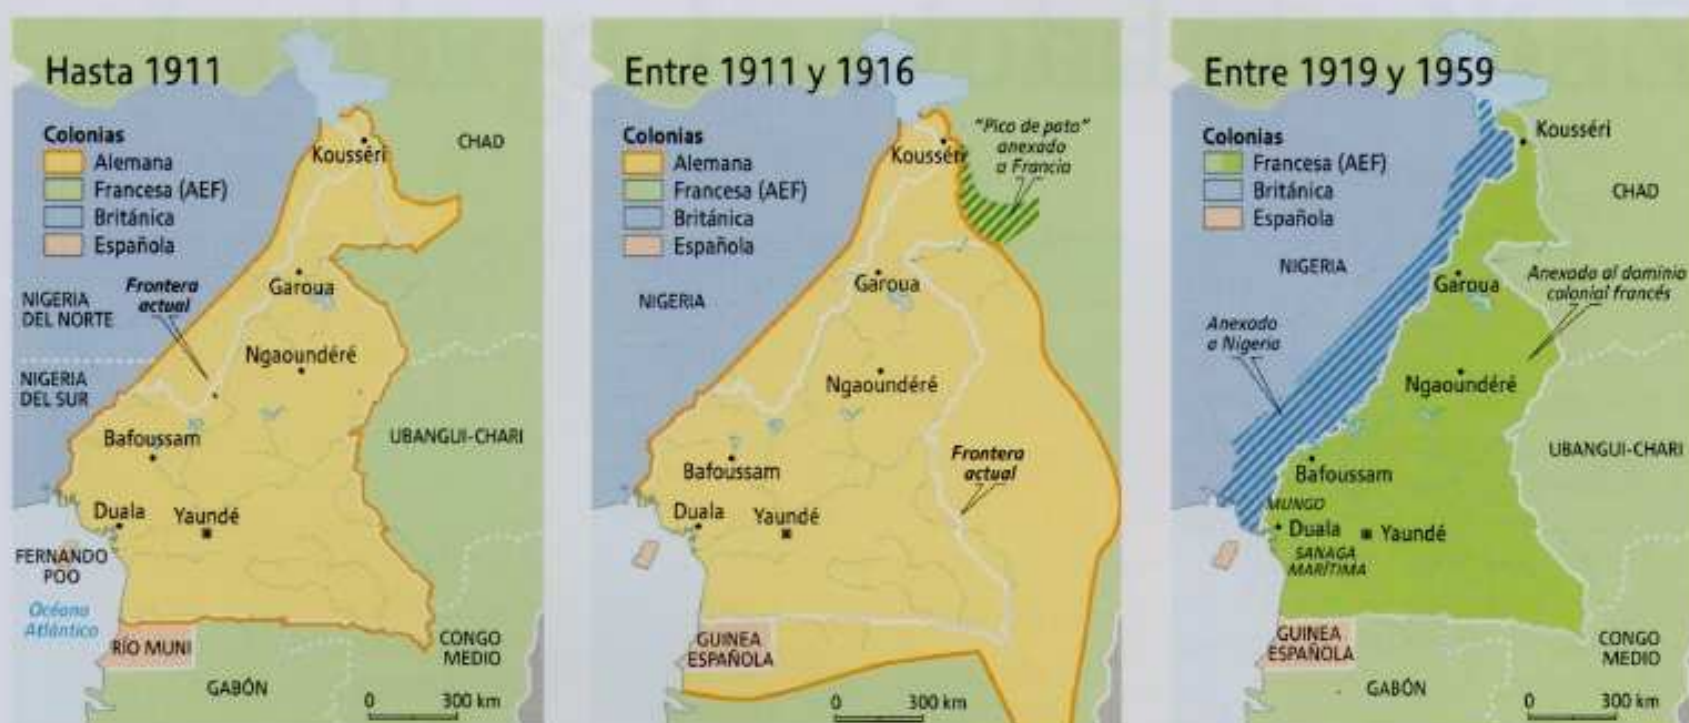 Hasta 1911
Colonias
Alemana
Francesa (AEF)
Británica
Española
CHAD
Kousséri
Garoua
Frontera
actual
NIGERIA
DEL NORTE
NIGERIA
DEL SUR
Ngaoundéré
Bafoussam
UBANGUI-CHARI
Duala
Yaundé
FERNANDO
POO
Océano
Atlántico
RÍO MUNI
CONGO
MEDIO
GABÓN
0 300 km
Entre 1911 y 1916
Colonias
Alemana
Francesa (AEF)
Británica
Española
"Pico de pato"
anexado
a Francia
Kousséri
Garoua
NIGERIA
Ngaoundéré
Bafoussam
Frontera
actual
Duala
Yaundé
GUINEA
ESPAÑOLA
0 300 km
Entre 1919 y 1959
Colonias
Francesa (AEF)
Británica
Española
Kousséri
CHAD
NIGERIA
Garoua
Anexado al dominio
colonial francés
Anexado
a Nigeria
Ngaoundéré
UBANGUI-CHARI
Bafoussam
MUNGO
Duala
Yaundé
SANAGA
MARÍTIMA
GUINEA
ESPAÑOLA
CONGO
MEDIO
GABÓN
0 300 km